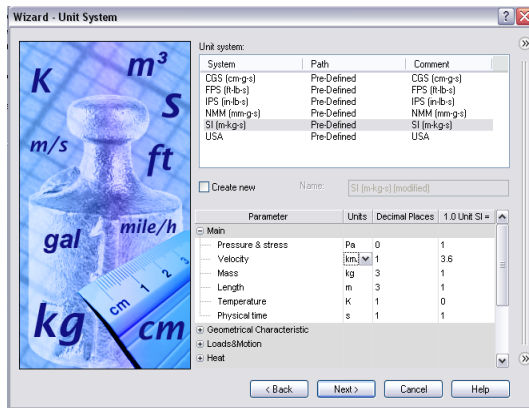 Wizard - Unit System
K
m³
S
m/s
ft
gal
mile/h
cm 1 2 3
kg
cm
Unit system:
System Path Comment
CGS (cm-g-s) Pre-Defined CGS (cm-g-s)
FPS (ft-lb-s) Pre-Defined FPS (ft-lb-s)
IPS (in-lb-s) Pre-Defined IPS (in-lb-s)
NMM (mm-g-s) Pre-Defined NMM (mm-g-s)
SI (m-kg-s) Pre-Defined SI (m-kg-s)
USA Pre-Defined USA
Create new Name: SI (m-kg-s) (modified)
Parameter Units Decimal Places 1.0 Unit SI =
Main
Pressure & stress Pa 0 1
Velocity km/ 1 3.6
Mass kg 3 1
Length m 3 1
Temperature K 1 0
Physical time s 1 1
Geometrical Characteristic
Loads&Motion
Heat
< Back Next > Cancel Help